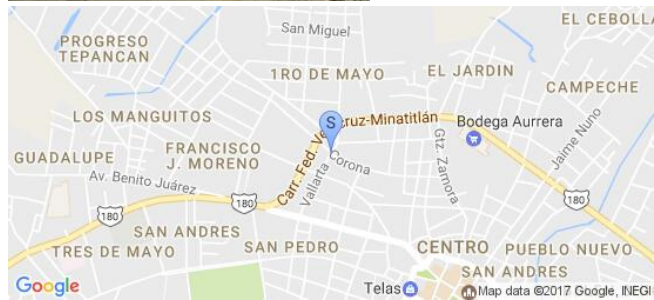 San Miguel
EL CEBOLLA
PROGRESO
TEPANCAN
1RO DE MAYO
EL JARDIN
CAMPECHE
LOS MANGUITOS
S
Carr. Fed. Veracruz-Minatitlán
Bodega Aurrera
Jaime Nuno
GUADALUPE
FRANCISCO
J. MORENO
Corona
Gtz. Zamora
Av. Benito Juárez
Vallarta
180
180
180
SAN ANDRES
TRES DE MAYO
SAN PEDRO
CENTRO
PUEBLO NUEVO
SAN ANDRES
Telas
Google
Map data ©2017 Google, INEGI